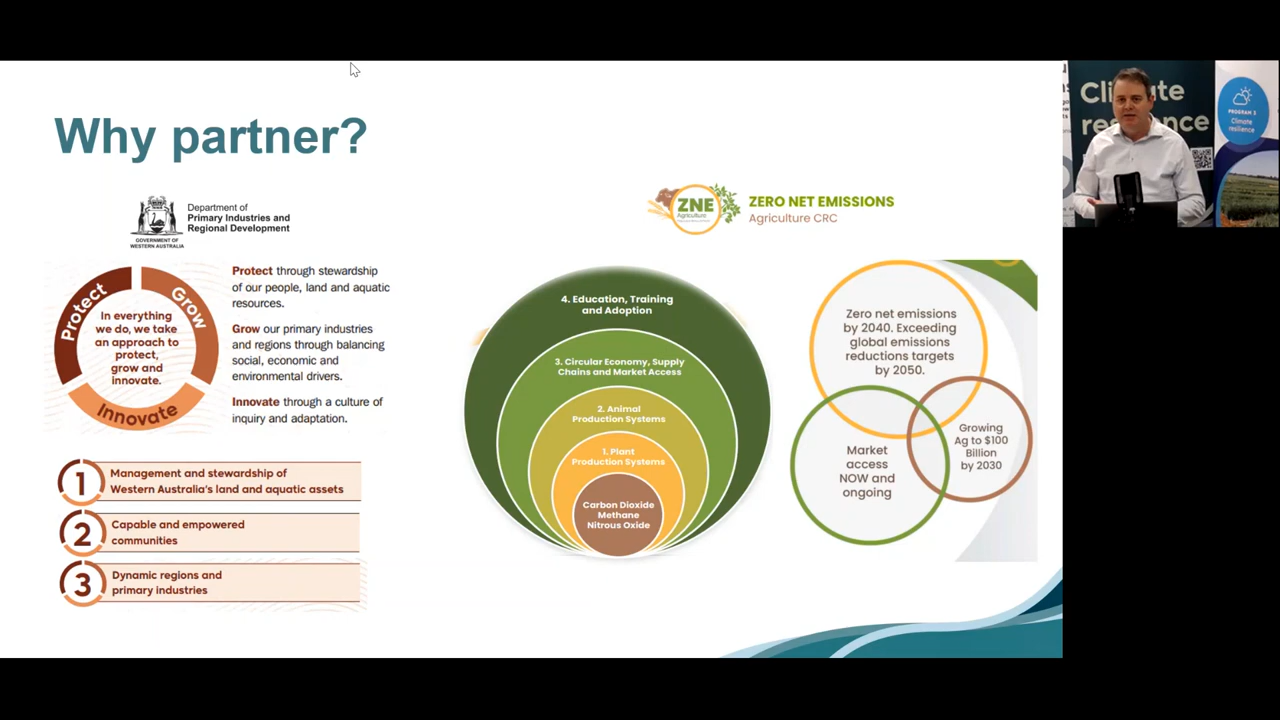 Why partner?
Department of
Primary Industries and
Regional Development
GOVERNMENT OF
WESTERN AUSTRALIA
Protect
Grow
Innovate
In everything
we do, we take
an approach to
protect,
grow and
innovate.
Protect through stewardship
of our people, land and aquatic
resources.
Grow our primary industries
and regions through balancing
social, economic and
environmental drivers.
Innovate through a culture of
inquiry and adaptation.
1
Management and stewardship of
Western Australia's land and aquatic assets
2
Capable and empowered
communities
3
Dynamic regions and
primary industries
ZNE
Agriculture
ZERO NET EMISSIONS
Agriculture CRC
4. Education, Training
and Adoption
3. Circular Economy, Supply
Chains and Market Access
2. Animal
Production Systems
1. Plant
Production Systems
Carbon Dioxide
Methane
Nitrous Oxide
Zero net emissions
by 2040. Exceeding
global emissions
reductions targets
by 2050.
Market
access
NOW and
ongoing
Growing
Ag to $100
Billion
by 2030
PROGRAM 2
Climate
resilience